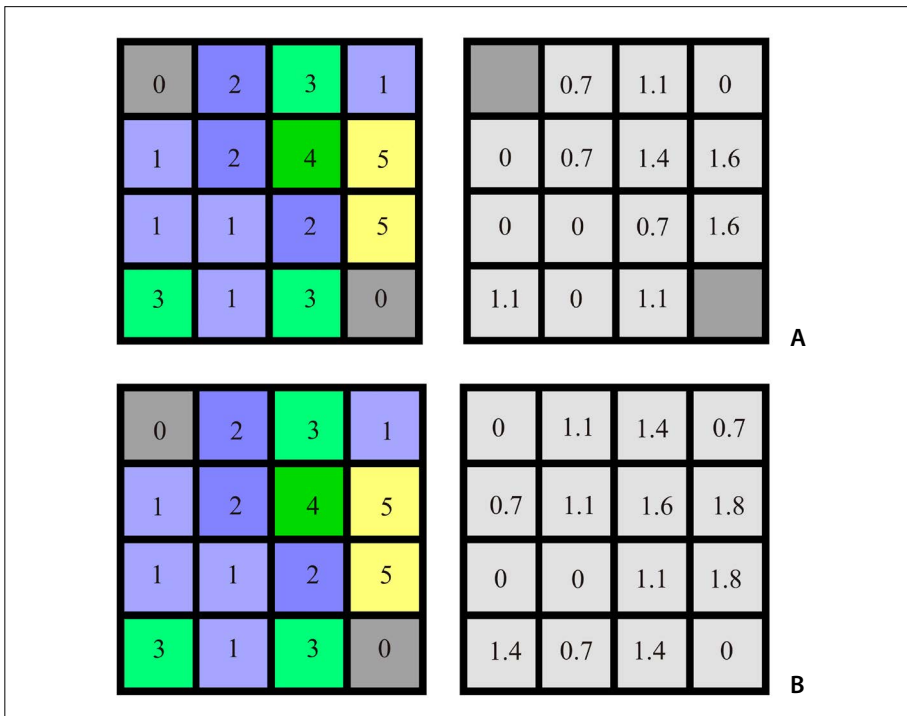 0 2 3 1 0.7 1.1 0
1 2 4 5 0 0.7 1.4 1.6
1 1 2 5 0 0 0.7 1.6
3 1 3 0 1.1 0 1.1
A
0 2 3 1 0 1.1 1.4 0.7
1 2 4 5 0.7 1.1 1.6 1.8
1 1 2 5 0 0 1.1 1.8
3 1 3 0 1.4 0.7 1.4 0
B